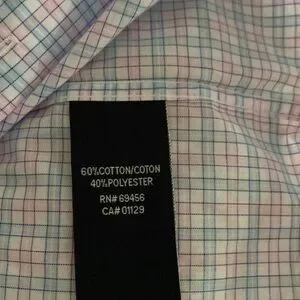 60%COTTON/COTON
40%POLYESTER
RN# 69456
CA# 01129